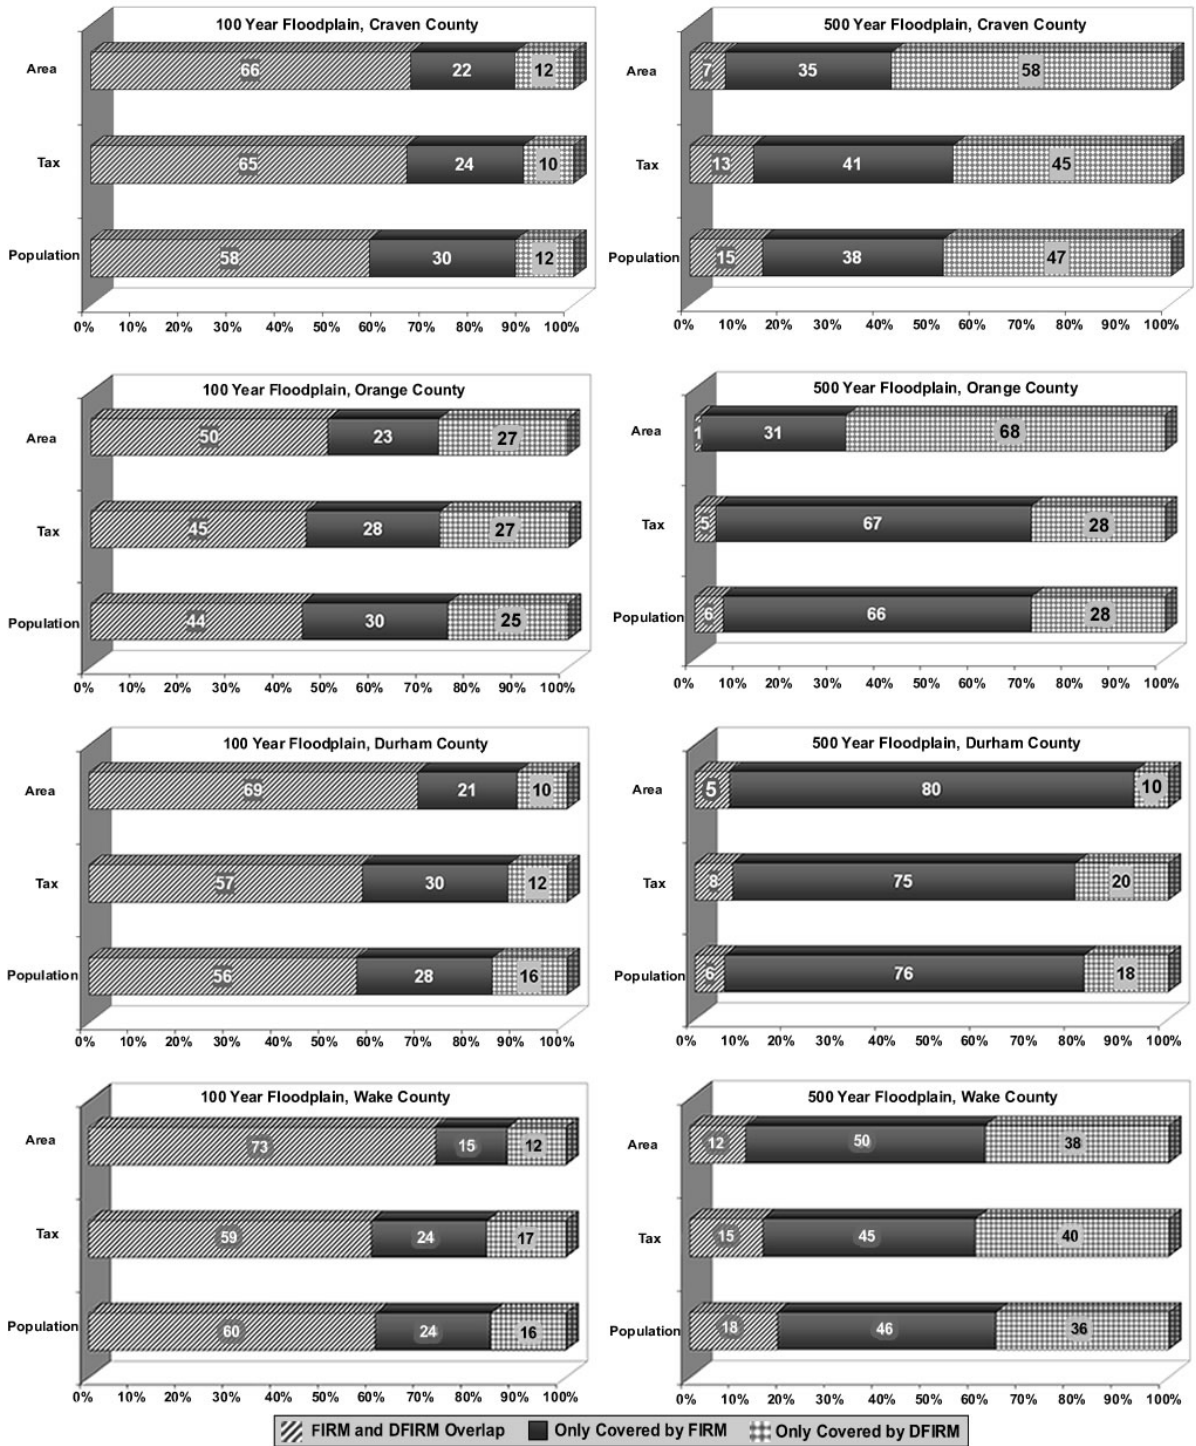 100 Year Floodplain, Craven County
Area
66 22 12
Tax
65 24 10
Population
58 30 12
0% 10% 20% 30% 40% 50% 60% 70% 80% 90% 100%
500 Year Floodplain, Craven County
Area
7 35 58
Tax
13 41 45
Population
15 38 47
0% 10% 20% 30% 40% 50% 60% 70% 80% 90% 100%
100 Year Floodplain, Orange County
Area
50 23 27
Tax
45 28 27
Population
44 30 25
0% 10% 20% 30% 40% 50% 60% 70% 80% 90% 100%
500 Year Floodplain, Orange County
Area
1 31 68
Tax
5 67 28
Population
6 66 28
0% 10% 20% 30% 40% 50% 60% 70% 80% 90% 100%
100 Year Floodplain, Durham County
Area
69 21 10
Tax
57 30 12
Population
56 28 16
0% 10% 20% 30% 40% 50% 60% 70% 80% 90% 100%
500 Year Floodplain, Durham County
Area
5 80 10
Tax
8 75 20
Population
6 76 18
0% 10% 20% 30% 40% 50% 60% 70% 80% 90% 100%
100 Year Floodplain, Wake County
Area
73 15 12
Tax
59 24 17
Population
60 24 16
0% 10% 20% 30% 40% 50% 60% 70% 80% 90% 100%
500 Year Floodplain, Wake County
Area
12 50 38
Tax
15 45 40
Population
18 46 36
0% 10% 20% 30% 40% 50% 60% 70% 80% 90% 100%
FIRM and DFIRM Overlap Only Covered by FIRM Only Covered by DFIRM